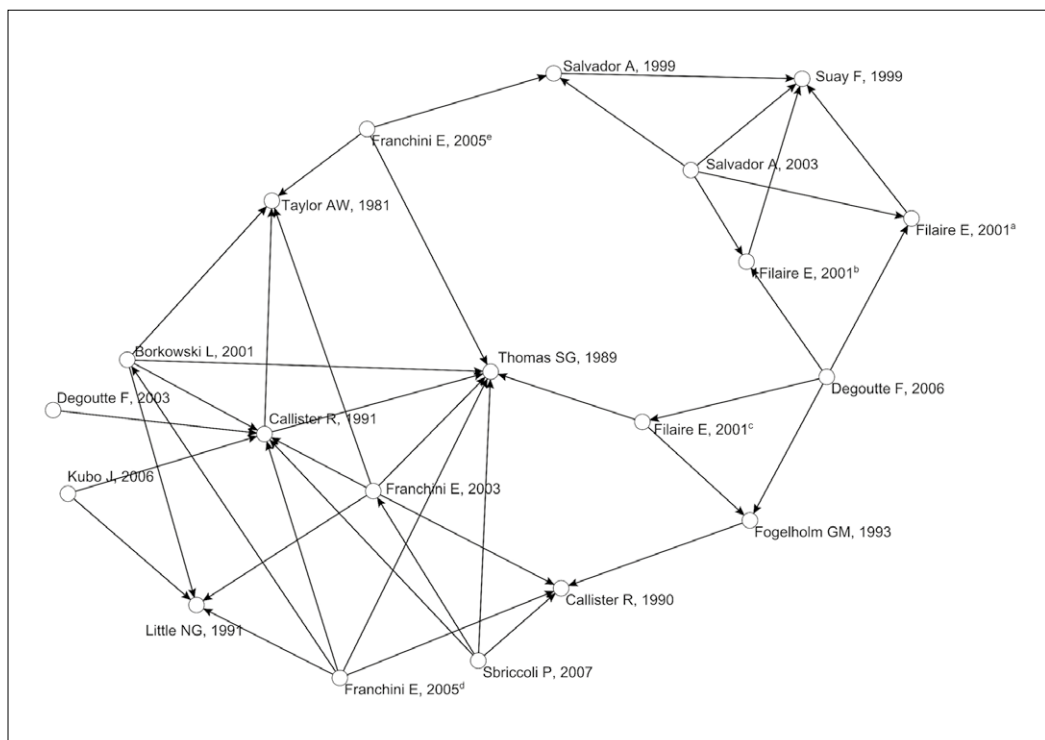 Salvador A, 1999
Suay F, 1999
Franchini E, 2005ᵉ
Salvador A, 2003
Taylor AW, 1981
Filaire E, 2001ᵃ
Filaire E, 2001ᵇ
Borkowski L, 2001
Thomas SG, 1989
Degoutte F, 2006
Degoutte F, 2003
Callister R, 1991
Filaire E, 2001ᶜ
Kubo J, 2006
Franchini E, 2003
Fogelholm GM, 1993
Callister R, 1990
Little NG, 1991
Sbriccoli P, 2007
Franchini E, 2005ᵈ